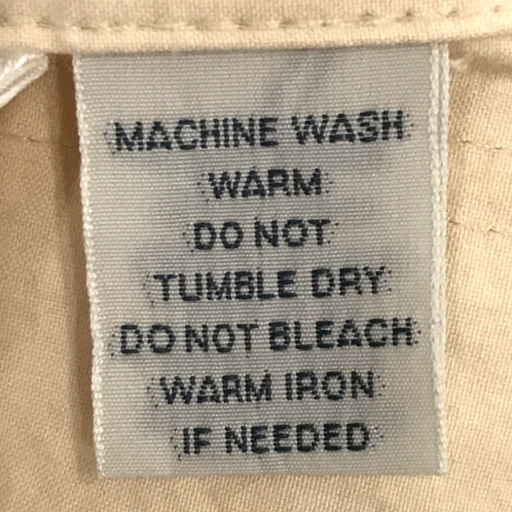 MACHINE WASH
WARM
DO NOT
TUMBLE DRY
DO NOT BLEACH
WARM IRON
IF NEEDED